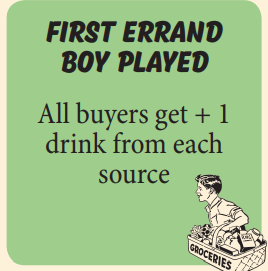 FIRST ERRAND
BOY PLAYED
All buyers get + 1
drink from each
source
GROCERIES